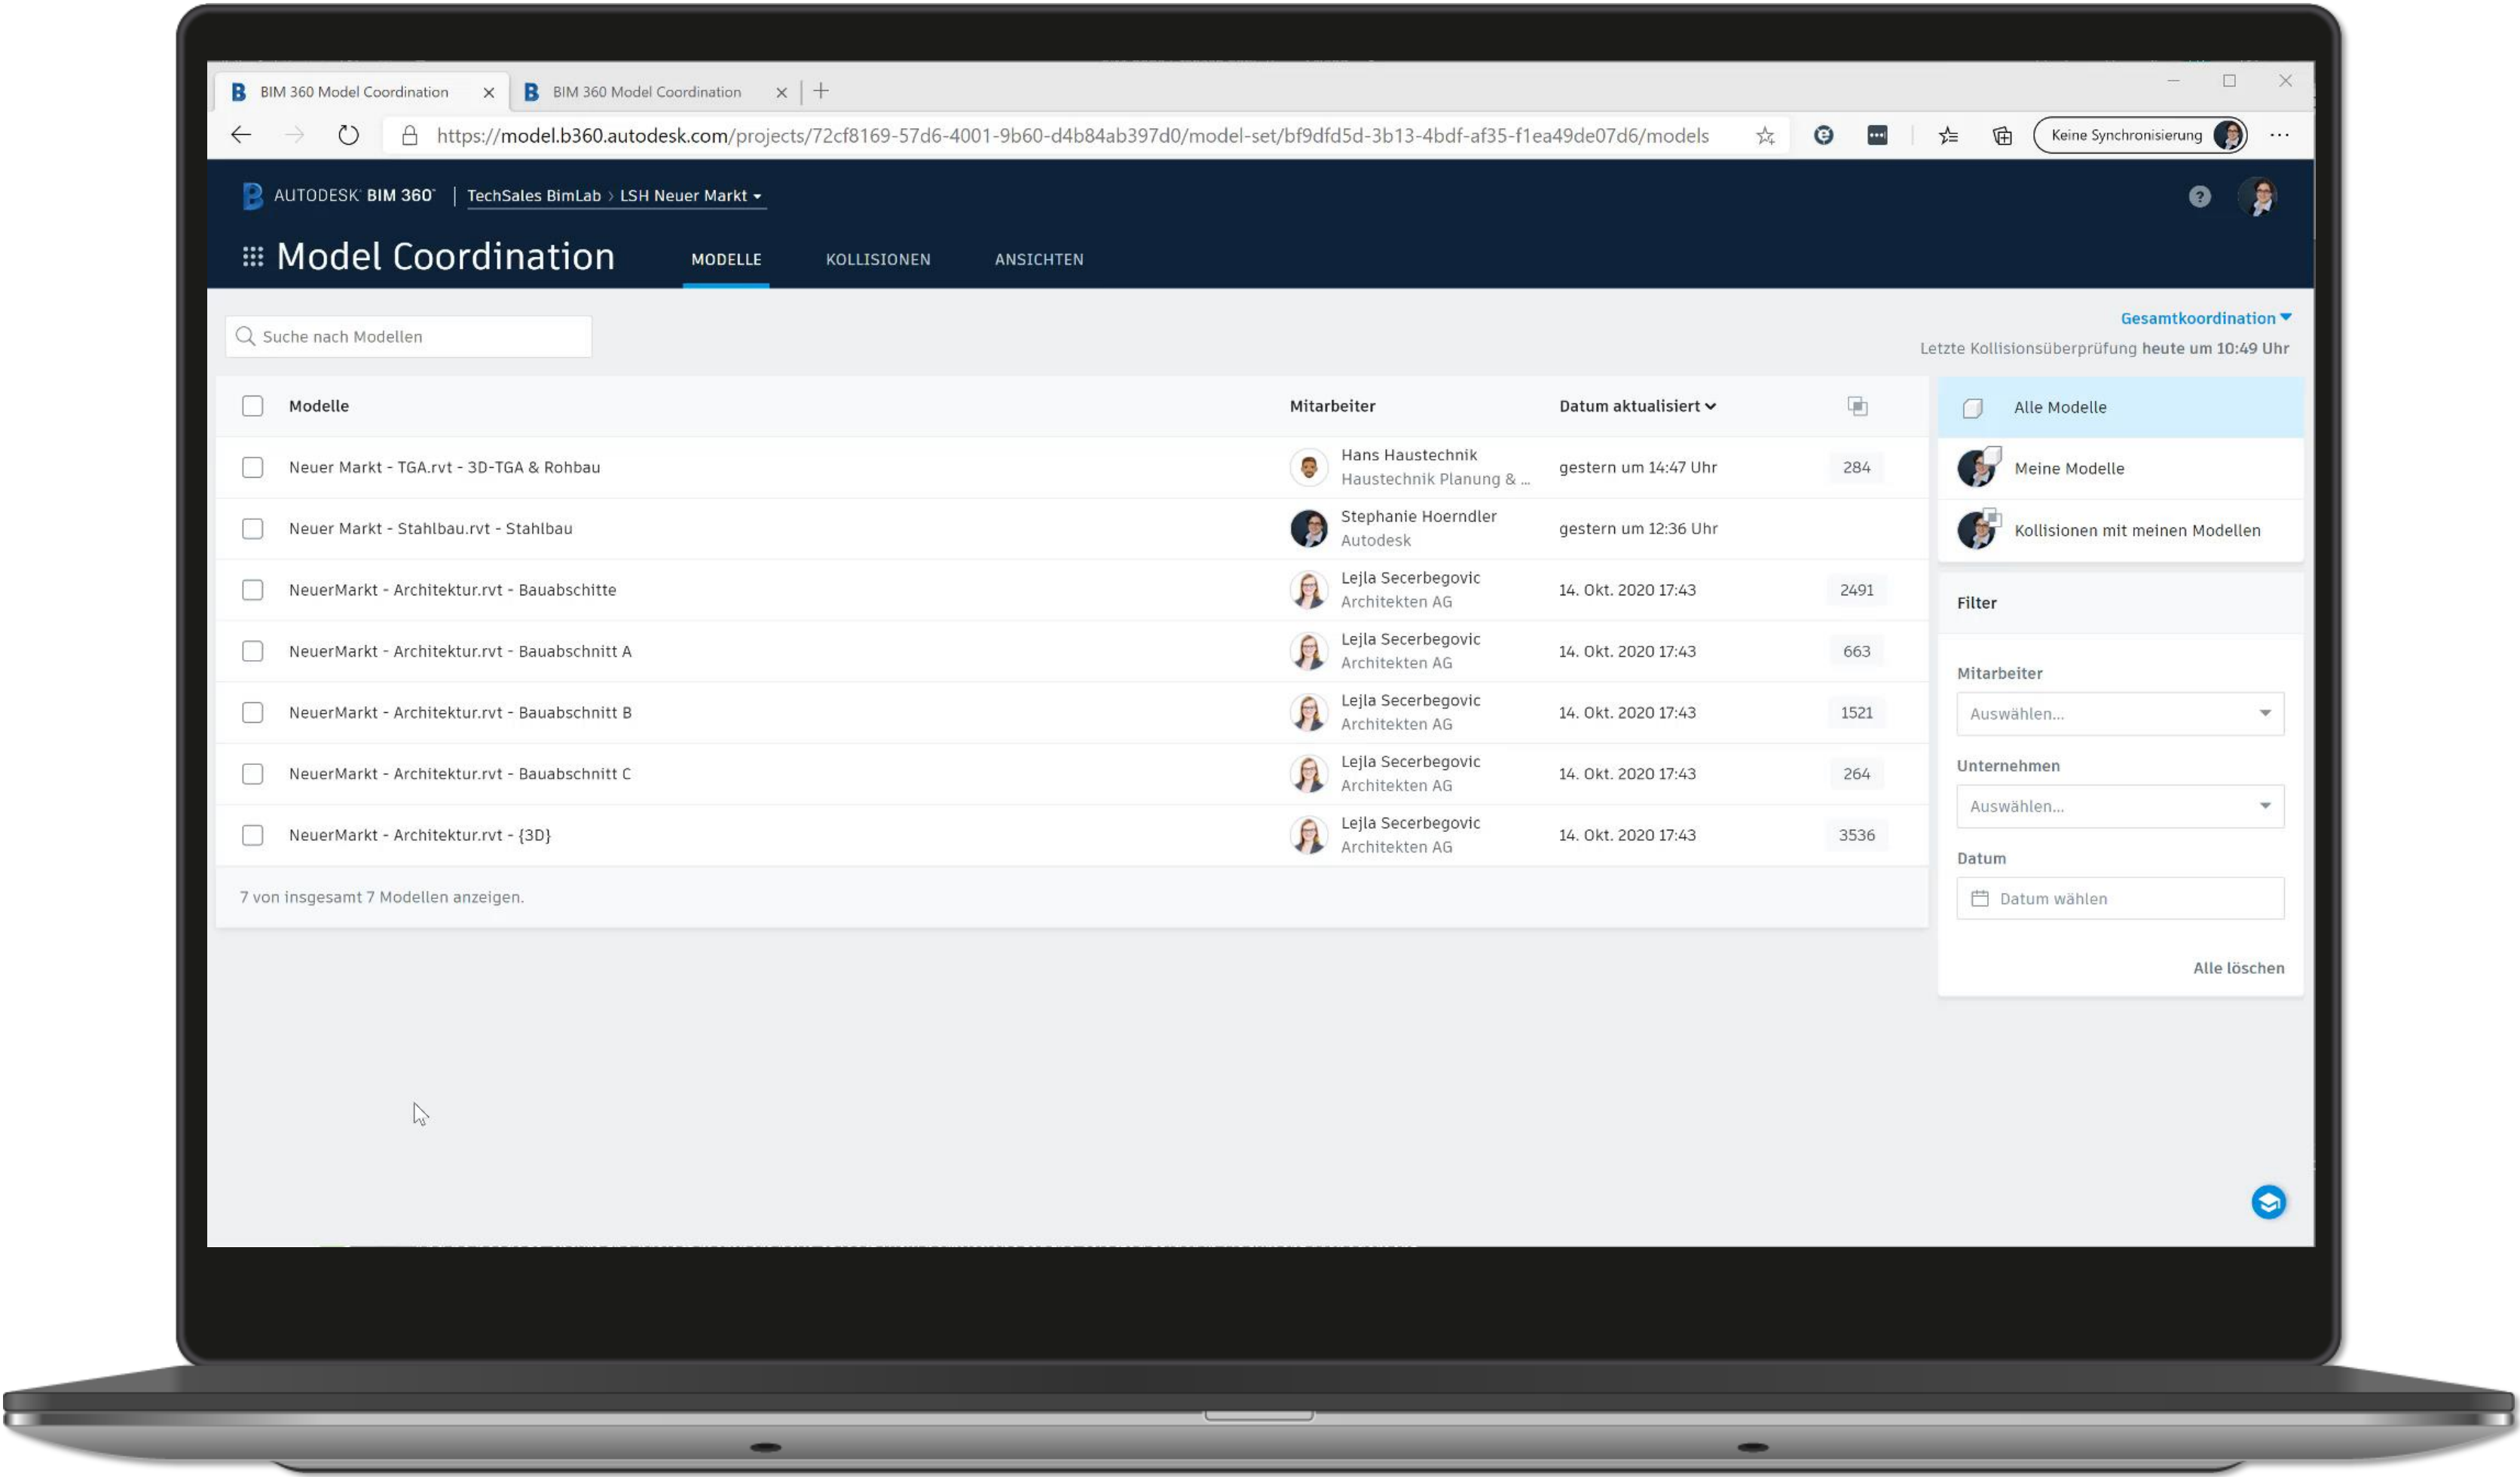 BIM 360 Model Coordination
BIM 360 Model Coordination
https://model.b360.autodesk.com/projects/72cf8169-57d6-4001-9b60-d4b84ab397d0/model-set/bf9dfd5d-3b13-4bdf-af35-f1ea49de07d6/models
Keine Synchronisierung
AUTODESK BIM 360 | TechSales BimLab > LSH Neuer Markt
Model Coordination
MODELLE
KOLLISIONEN
ANSICHTEN
Suche nach Modellen
Gesamtkoordination
Letzte Kollisionsüberprüfung heute um 10:49 Uhr
Modelle Mitarbeiter Datum aktualisiert
Neuer Markt - TGA.rvt - 3D-TGA & Rohbau
Hans Haustechnik
Haustechnik Planung & ...
gestern um 14:47 Uhr
284
Neuer Markt - Stahlbau.rvt - Stahlbau
Stephanie Hoerndler
Autodesk
gestern um 12:36 Uhr
NeuerMarkt - Architektur.rvt - Bauabschitte
Lejla Secerbegovic
Architekten AG
14. Okt. 2020 17:43
2491
NeuerMarkt - Architektur.rvt - Bauabschnitt A
Lejla Secerbegovic
Architekten AG
14. Okt. 2020 17:43
663
NeuerMarkt - Architektur.rvt - Bauabschnitt B
Lejla Secerbegovic
Architekten AG
14. Okt. 2020 17:43
1521
NeuerMarkt - Architektur.rvt - Bauabschnitt C
Lejla Secerbegovic
Architekten AG
14. Okt. 2020 17:43
264
NeuerMarkt - Architektur.rvt - {3D}
Lejla Secerbegovic
Architekten AG
14. Okt. 2020 17:43
3536
7 von insgesamt 7 Modellen anzeigen.
Alle Modelle
Meine Modelle
Kollisionen mit meinen Modellen
Filter
Mitarbeiter
Auswählen...
Unternehmen
Auswählen...
Datum
Datum wählen
Alle löschen